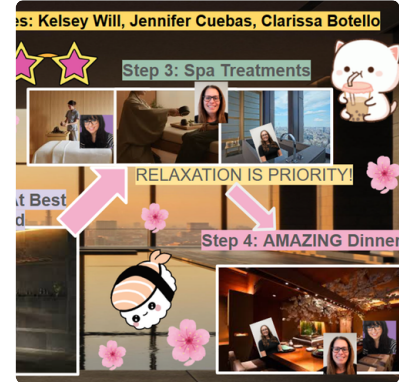 es: Kelsey Will, Jennifer Cuebas, Clarissa Botello
Step 3: Spa Treatments
RELAXATION IS PRIORITY!
At Best
d
Step 4: AMAZING Dinner